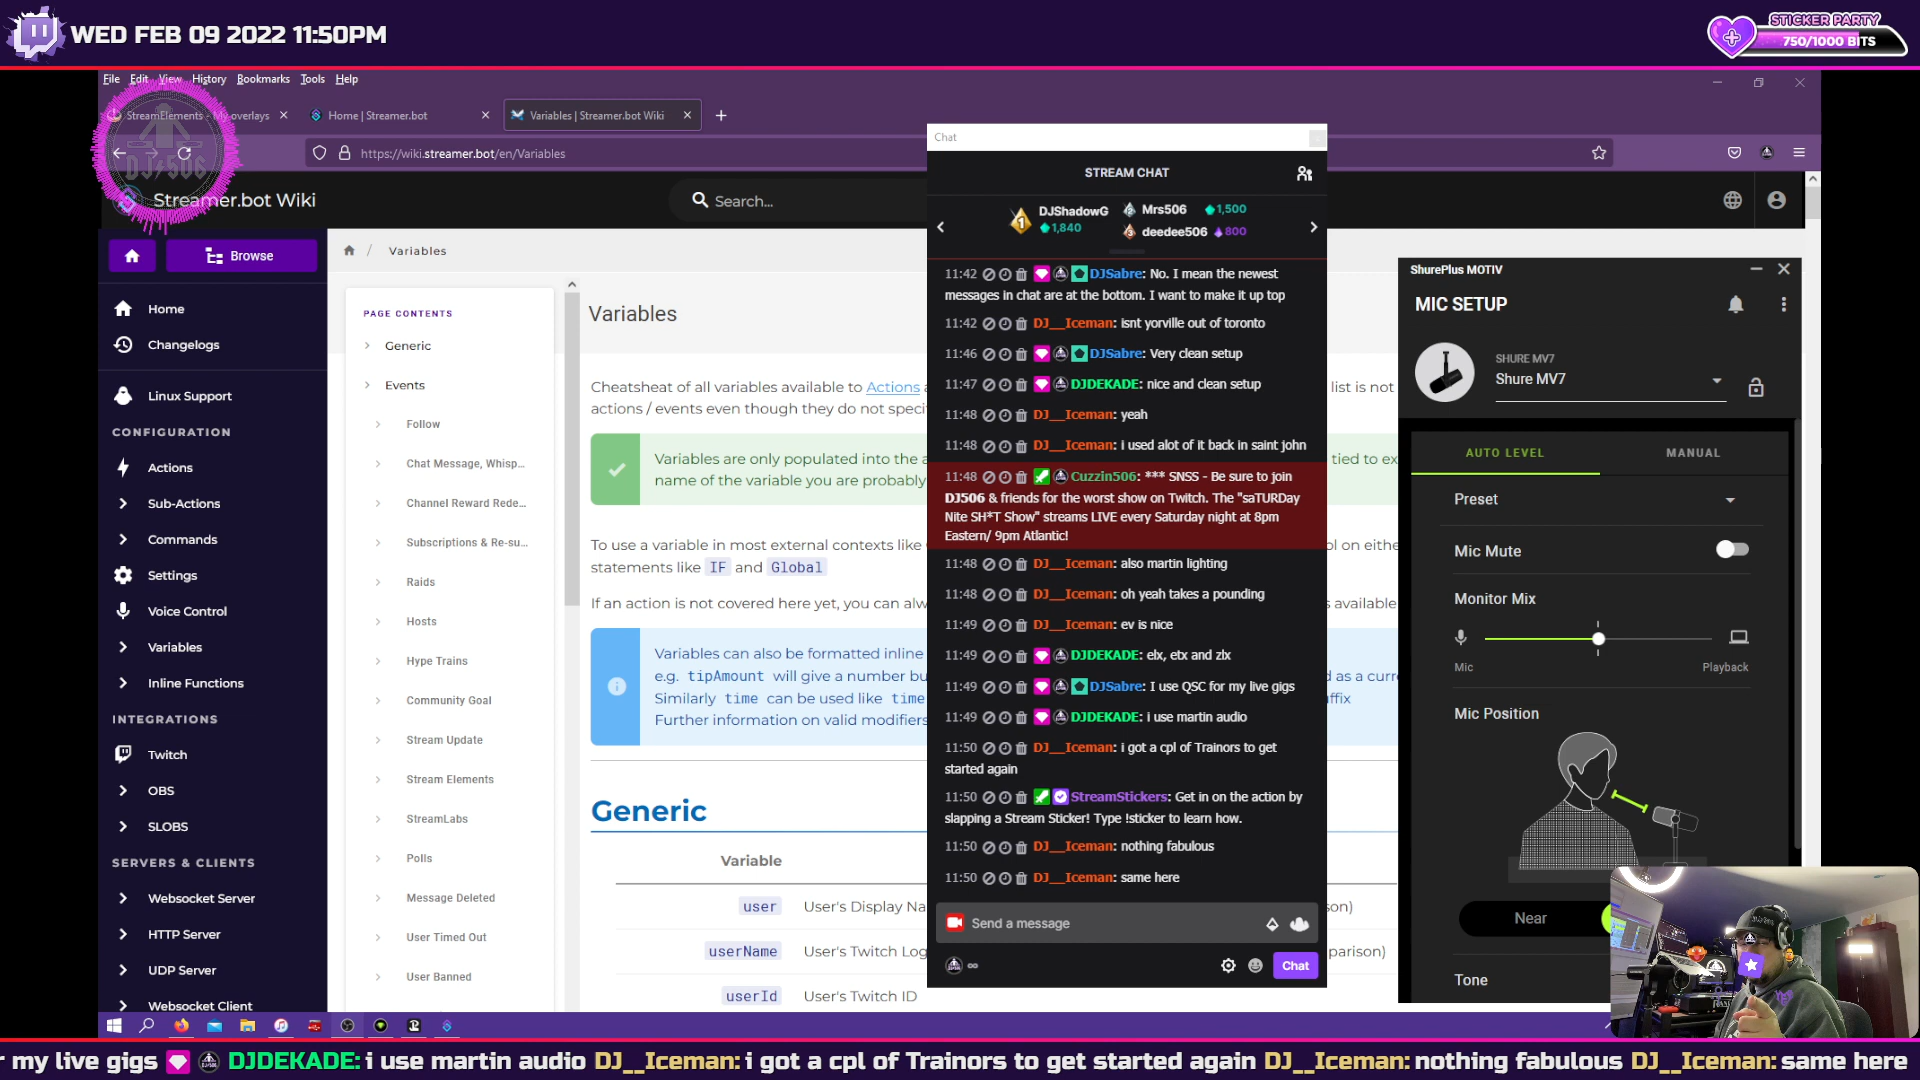 WED FEB 09 2022 11:50PM
STICKER PARTY
750/1000 BITS
File Edit View History Bookmarks Tools Help
StreamElements - My overlays
Home | Streamer.bot
Variables | Streamer.bot Wiki
https://wiki.streamer.bot/en/Variables
DJ506
Streamer.bot Wiki
Search...
Browse
Home
Changelogs
Linux Support
CONFIGURATION
Actions
Sub-Actions
Commands
Settings
Voice Control
Variables
Inline Functions
INTEGRATIONS
Twitch
OBS
SLOBS
SERVERS & CLIENTS
Websocket Server
HTTP Server
UDP Server
Websocket Client
/ Variables
PAGE CONTENTS
Generic
Events
Follow
Chat Message, Whisp...
Channel Reward Rede...
Subscriptions & Re-su...
Raids
Hosts
Hype Trains
Community Goal
Stream Update
Stream Elements
StreamLabs
Polls
Message Deleted
User Timed Out
User Banned
Variables
Cheatsheat of all variables available to Actions
list is not
actions / events even though they do not speci
Variables are only populated into the a
tied to ex
name of the variable you are probably
To use a variable in most external contexts like
ol on eithe
statements like IF and Global
If an action is not covered here yet, you can alw
s available
Variables can also be formatted inline
e.g. tipAmount will give a number bu
d as a curre
Similarly time can be used like time
ffix
Further information on valid modifiers
Generic
Variable
user User's Display Na
son)
userName User's Twitch Log
parison)
userId User's Twitch ID
Chat
STREAM CHAT
1 DJShadowG 1,840
2 Mrs506 1,500
3 deedee506 800
11:42 DJSabre: No. I mean the newest
messages in chat are at the bottom. I want to make it up top
11:42 DJ__Iceman: isnt yorville out of toronto
11:46 DJSabre: Very clean setup
11:47 DJDEKADE: nice and clean setup
11:48 DJ__Iceman: yeah
11:48 DJ__Iceman: i used alot of it back in saint john
11:48 Cuzzin506: *** SNSS - Be sure to join
DJ506 & friends for the worst show on Twitch. The "saTURDay
Nite SH*T Show" streams LIVE every Saturday night at 8pm
Eastern/ 9pm Atlantic!
11:48 DJ__Iceman: also martin lighting
11:48 DJ__Iceman: oh yeah takes a pounding
11:49 DJ__Iceman: ev is nice
11:49 DJDEKADE: elx, etx and zlx
11:49 DJSabre: I use QSC for my live gigs
11:49 DJDEKADE: i use martin audio
11:50 DJ__Iceman: i got a cpl of Trainors to get
started again
11:50 StreamStickers: Get in on the action by
slapping a Stream Sticker! Type !sticker to learn how.
11:50 DJ__Iceman: nothing fabulous
11:50 DJ__Iceman: same here
Send a message
Chat
ShurePlus MOTIV
MIC SETUP
SHURE MV7
Shure MV7
AUTO LEVEL
MANUAL
Preset
Mic Mute
Monitor Mix
Mic
Playback
Mic Position
Near
Tone
r my live gigs DJDEKADE: i use martin audio DJ__Iceman: i got a cpl of Trainors to get started again DJ__Iceman: nothing fabulous DJ__Iceman: same here